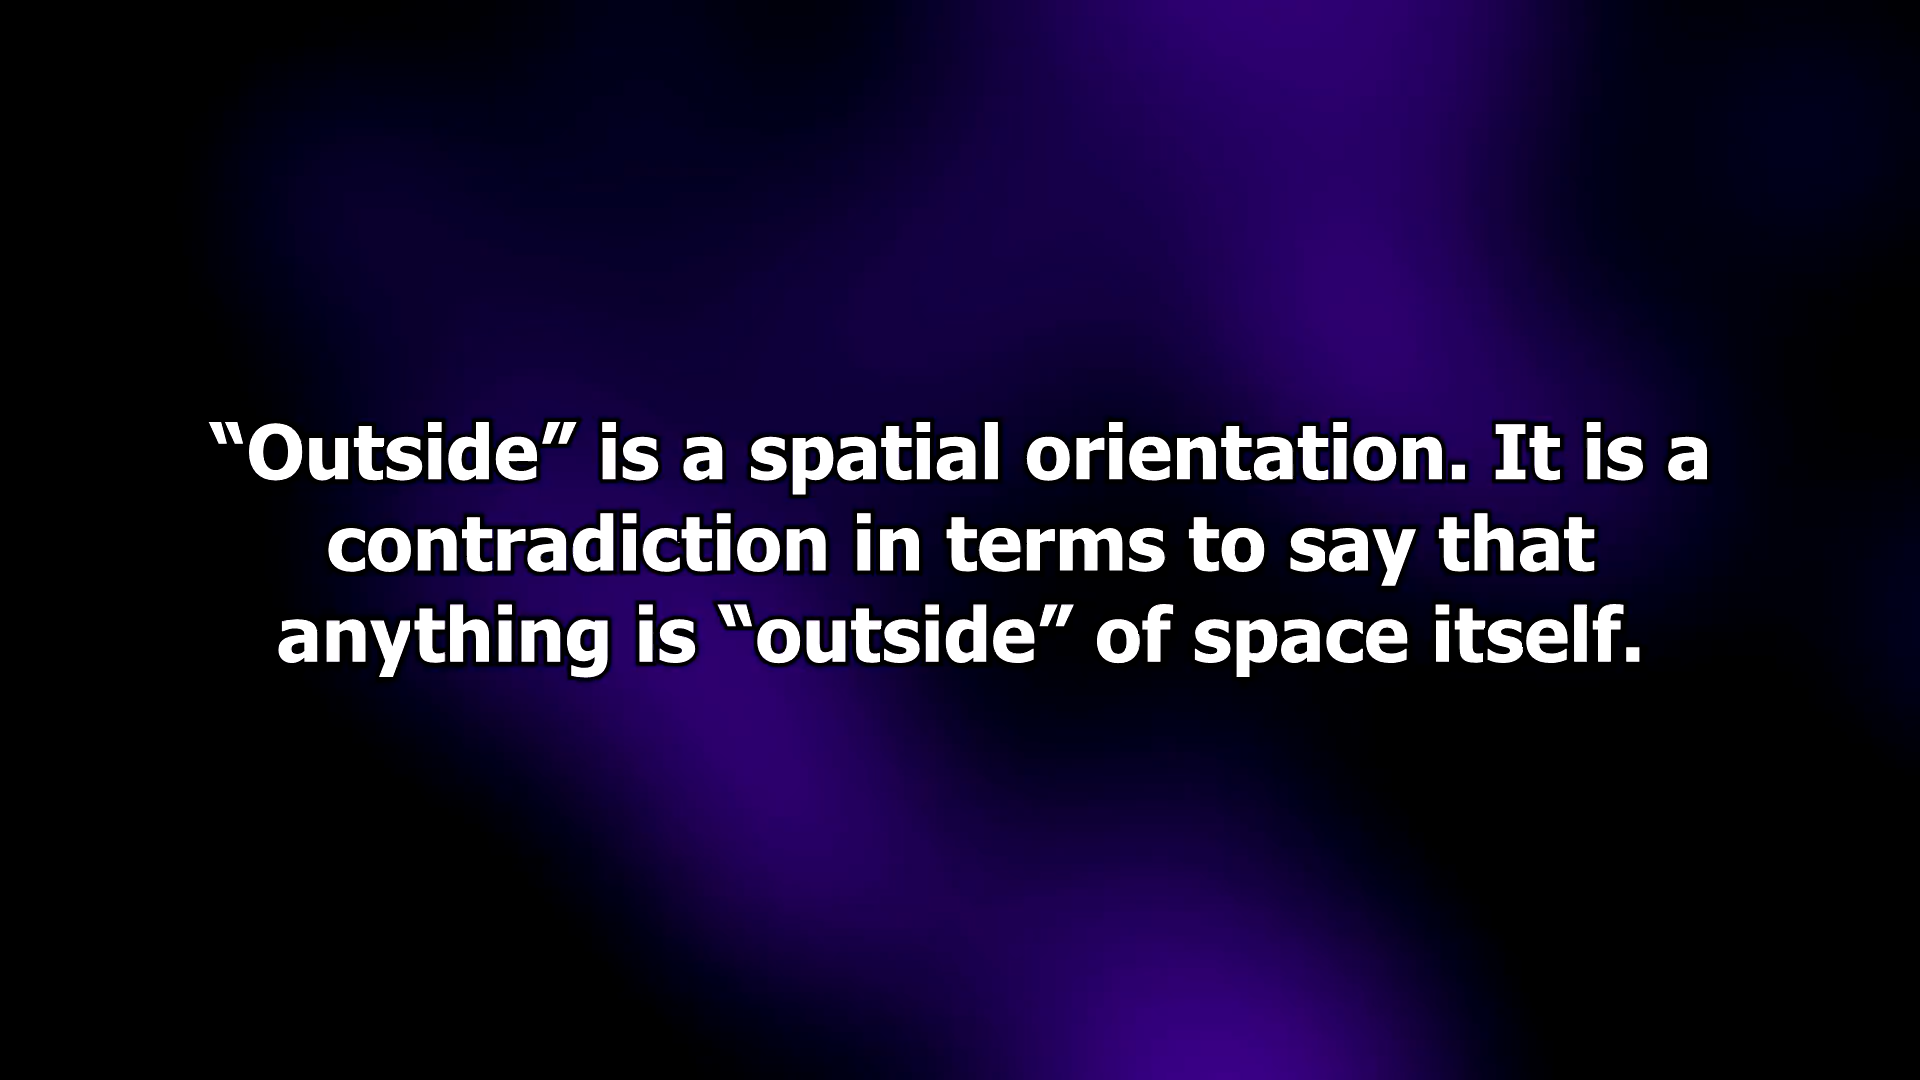 “Outside” is a spatial orientation. It is a
contradiction in terms to say that
anything is “outside” of space itself.